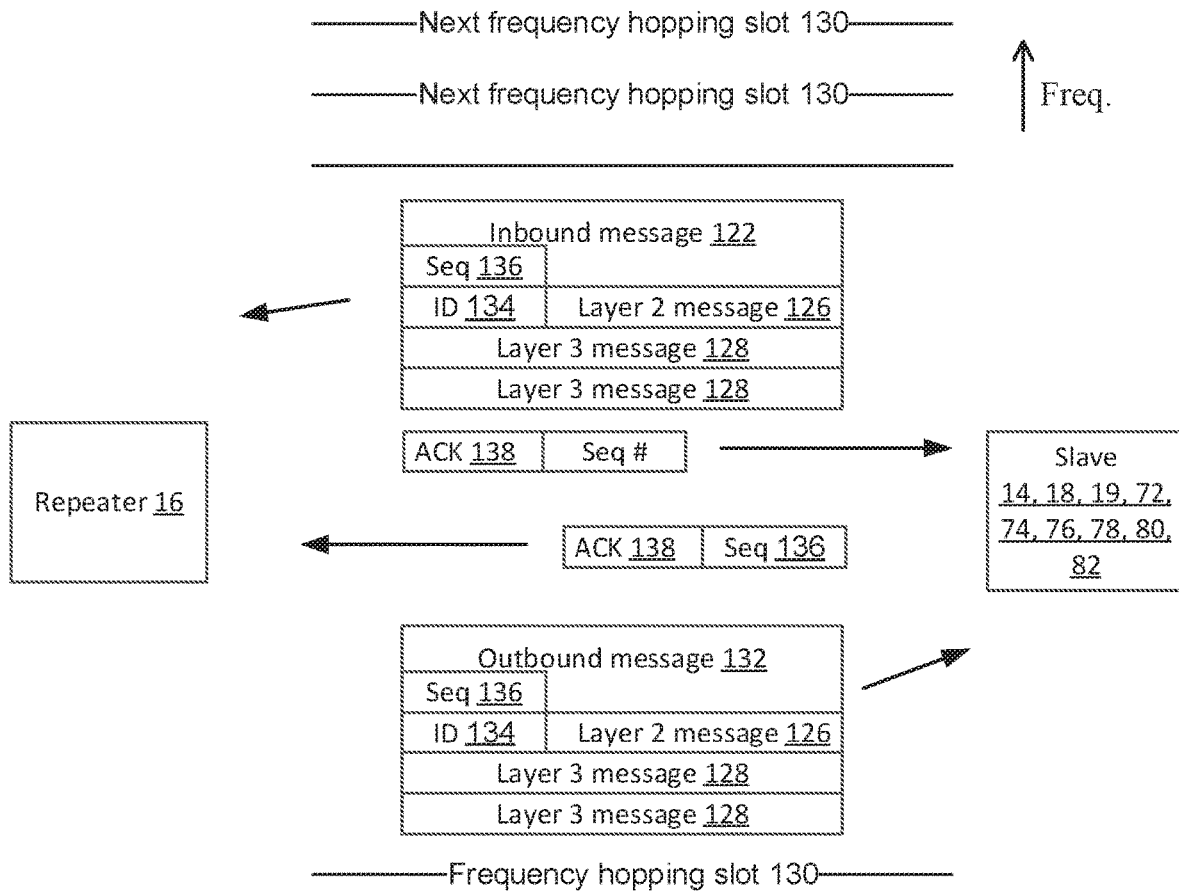 Next frequency hopping slot 130
Next frequency hopping slot 130
Freq.
Inbound message 122
Seq 136
ID 134 Layer 2 message 126
Layer 3 message 128
Layer 3 message 128
ACK 138 Seq #
Repeater 16
Slave
14, 18, 19, 72,
74, 76, 78, 80,
82
ACK 138 Seq 136
Outbound message 132
Seq 136
ID 134 Layer 2 message 126
Layer 3 message 128
Layer 3 message 128
Frequency hopping slot 130